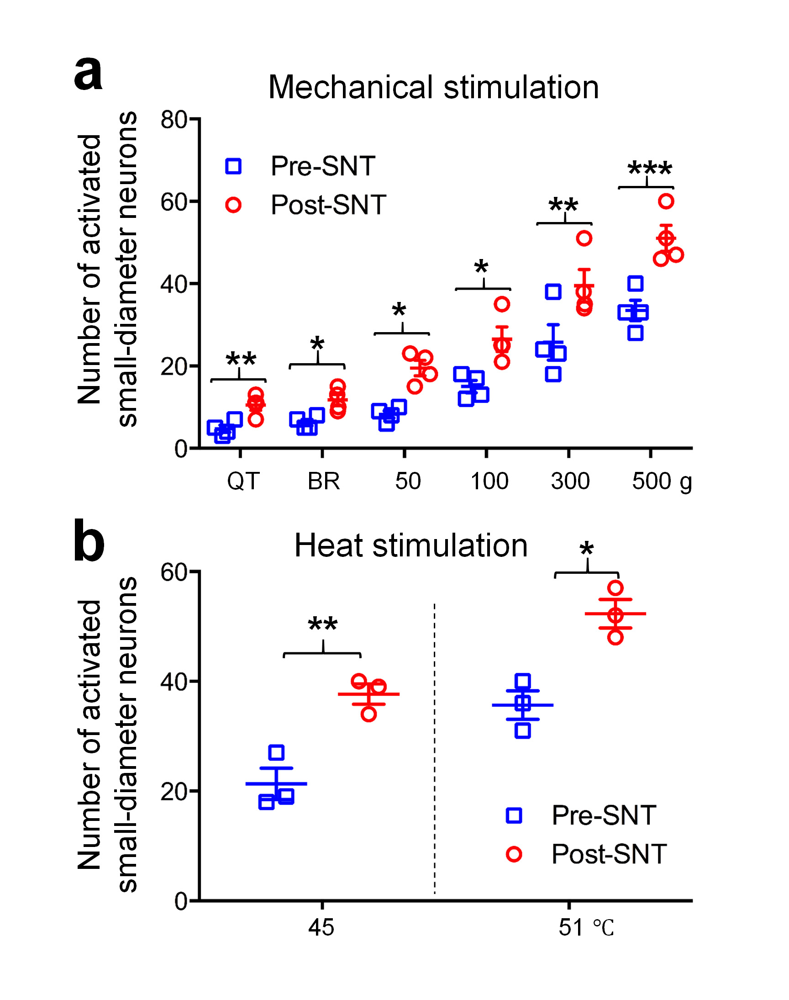 a
Mechanical stimulation
Number of activated
small-diameter neurons
80
60
40
20
0
Pre-SNT
Post-SNT
**
*
*
*
**
***
QT BR 50 100 300 500 g
b
Heat stimulation
Number of activated
small-diameter neurons
60
40
20
0
**
*
Pre-SNT
Post-SNT
45 51 °C